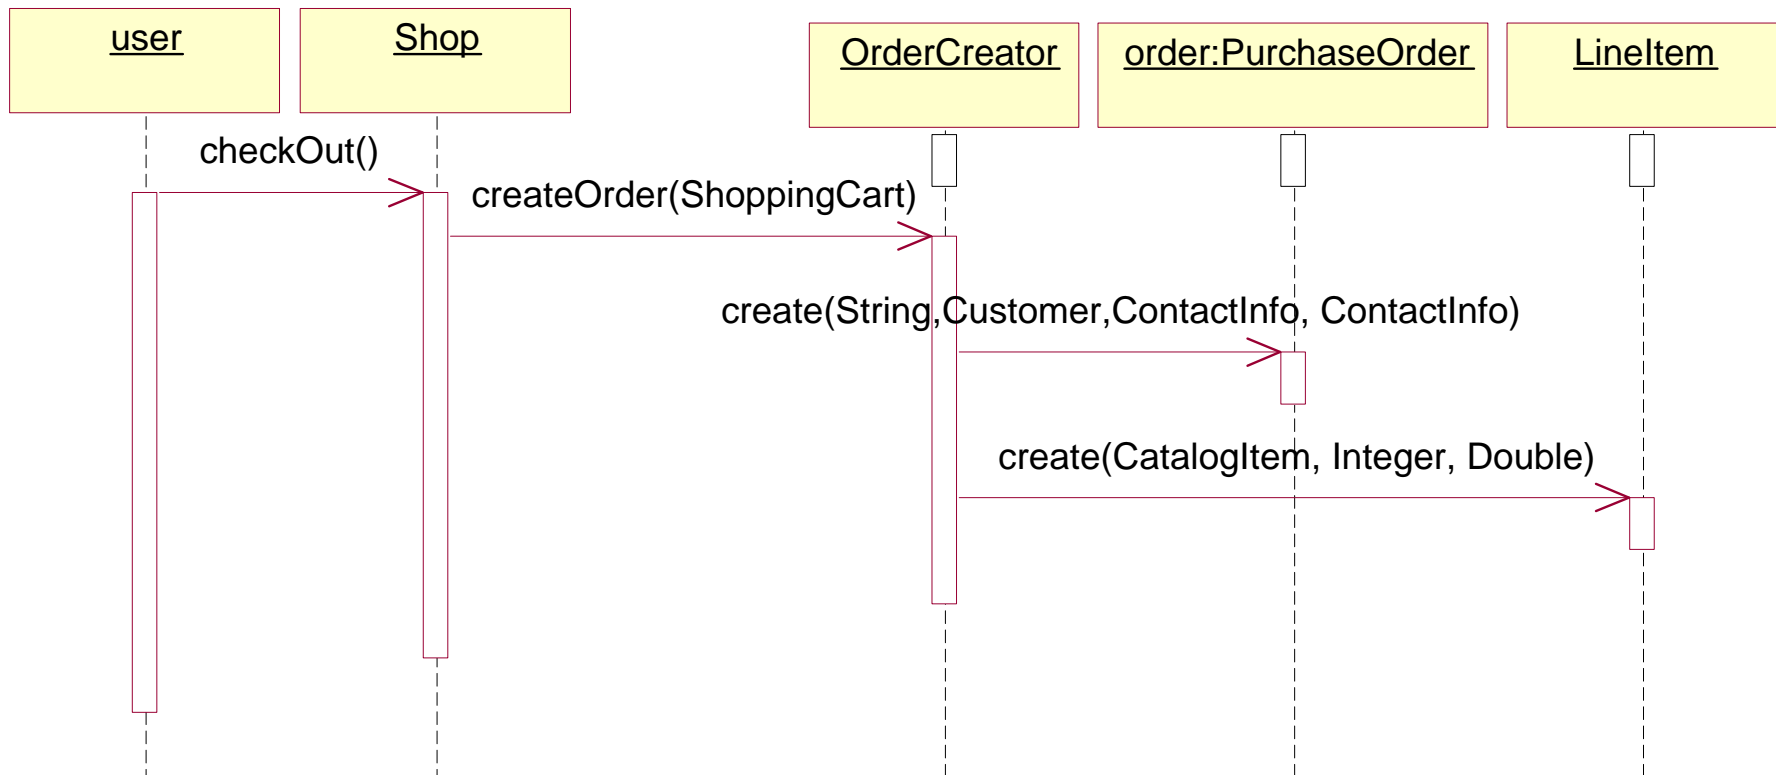 user
Shop
OrderCreator
order:PurchaseOrder
LineItem
checkOut()
createOrder(ShoppingCart)
create(String,Customer,ContactInfo, ContactInfo)
create(CatalogItem, Integer, Double)